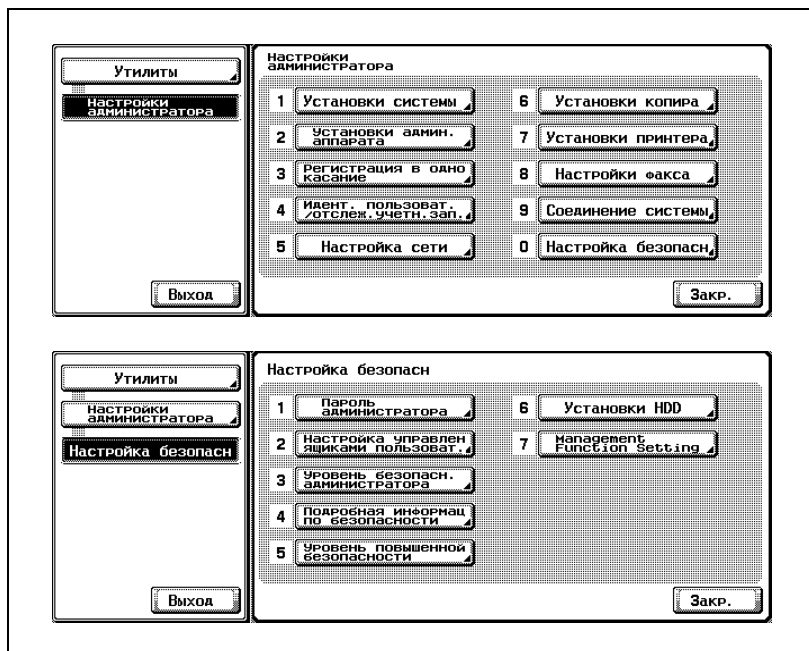 Утилиты
Настройки
администратора
Выход
Настройки
администратора
1 Установки системы
2 Установки админ.
аппарата
3 Регистрация в одно
касание
4 Идент. пользоват.
/отслеж.учетн.зап.
5 Настройка сети
6 Установки копира
7 Установки принтера
8 Настройки факса
9 Соединение системы
0 Настройка безопасн
Закр.
Утилиты
Настройки
администратора
Настройка безопасн
Выход
Настройка безопасн
1 Пароль
администратора
2 Настройка управлен
ящиками пользоват.
3 Уровень безопасн.
администратора
4 Подробная информац
по безопасности
5 Уровень повышенной
безопасности
6 Установки HDD
7 Management
Function Setting
Закр.